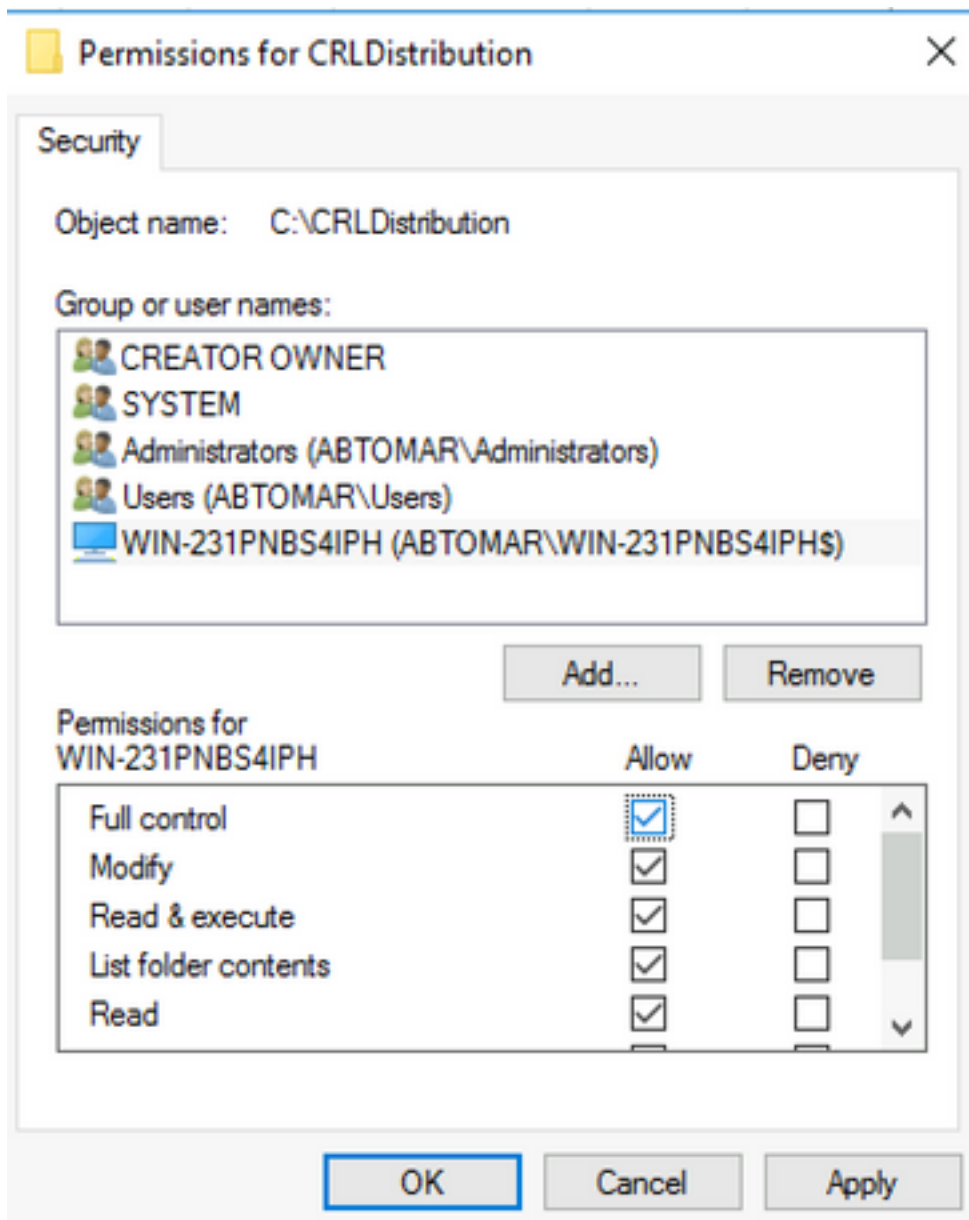 Permissions for CRLDistribution
Security
Object name: C:\CRLDistribution
Group or user names:
CREATOR OWNER
SYSTEM
Administrators (ABTOMAR\Administrators)
Users (ABTOMAR\Users)
WIN-231PNBS4IPH (ABTOMAR\WIN-231PNBS4IPH$)
Add... Remove
Permissions for
WIN-231PNBS4IPH Allow Deny
Full control
Modify
Read & execute
List folder contents
Read
OK Cancel Apply